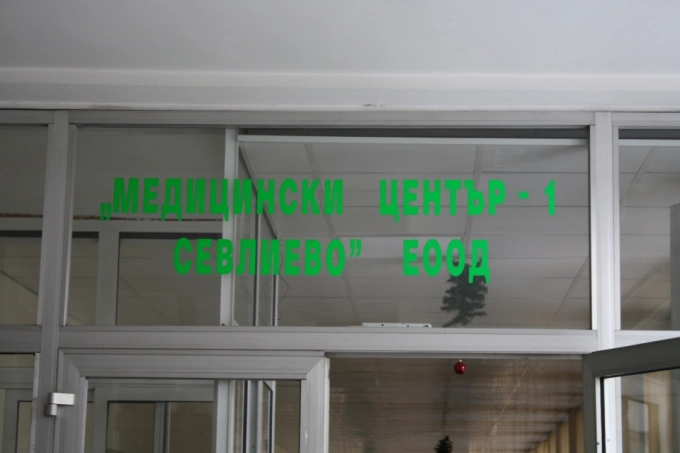 „МЕДИЦИНСКИ ЦЕНТЪР - 1
СЕВЛИЕВО” ЕООД